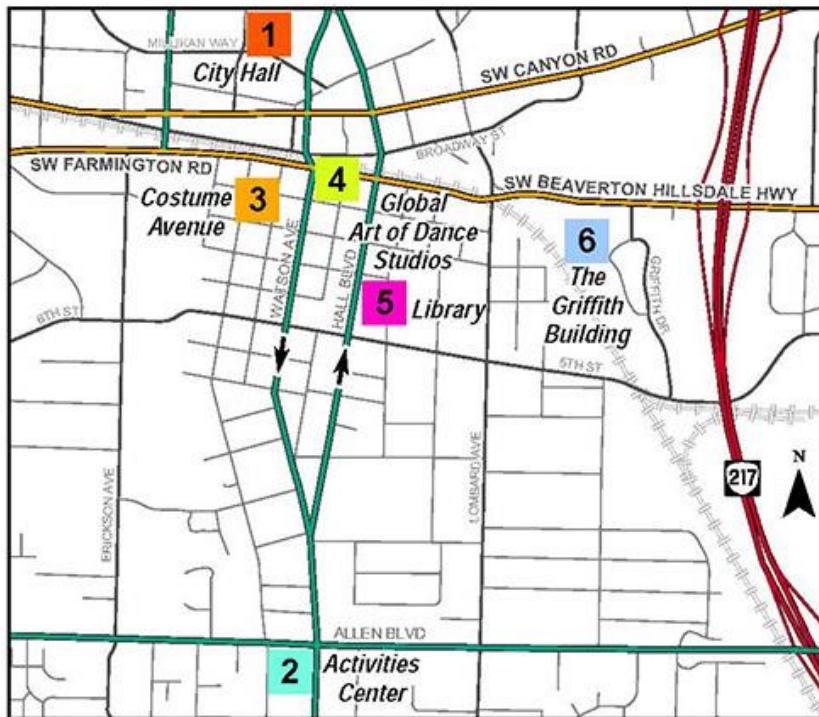 MILLIKAN WAY
1
City Hall
SW CANYON RD
BROADWAY ST
SW FARMINGTON RD
SW BEAVERTON HILLSDALE HWY
Costume
Avenue
3
4
Global
Art of Dance
Studios
6
The
Griffith
Building
GRIFFITH DR
WATSON AVE
HALL BLVD
5
Library
6TH ST
5TH ST
ERICKSON AVE
LOMBARD AVE
217
N
ALLEN BLVD
2
Activities
Center